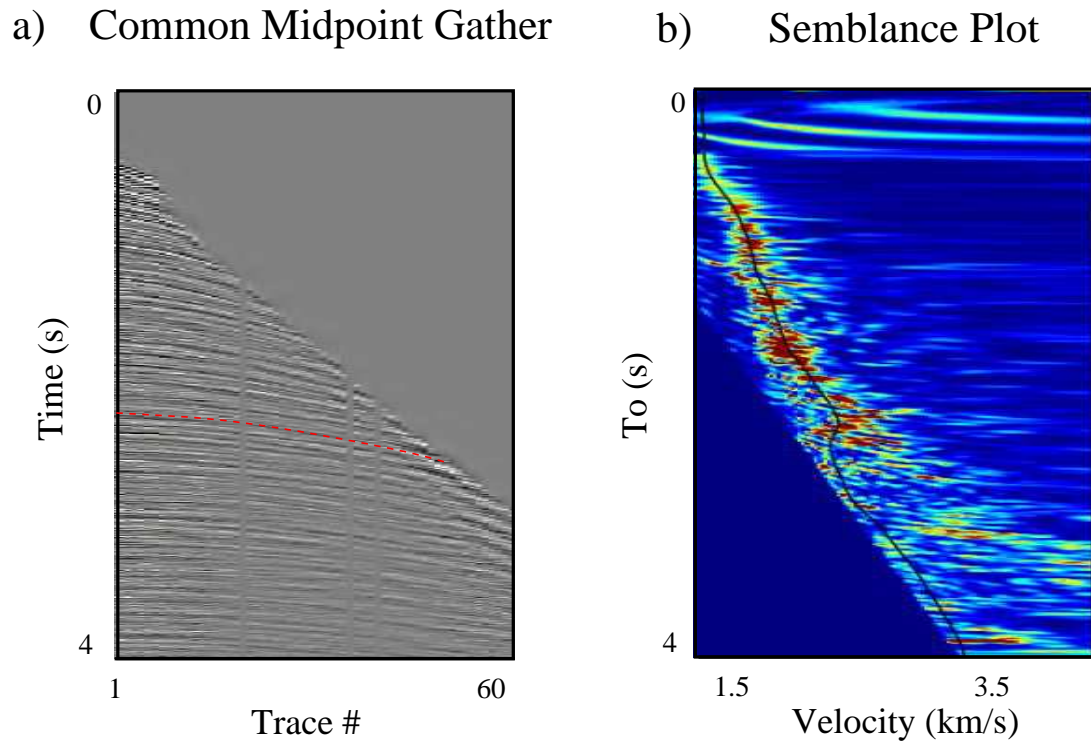 a) Common Midpoint Gather
b) Semblance Plot
0
Time (s)
4
1
60
Trace #
0
To (s)
4
1.5
3.5
Velocity (km/s)